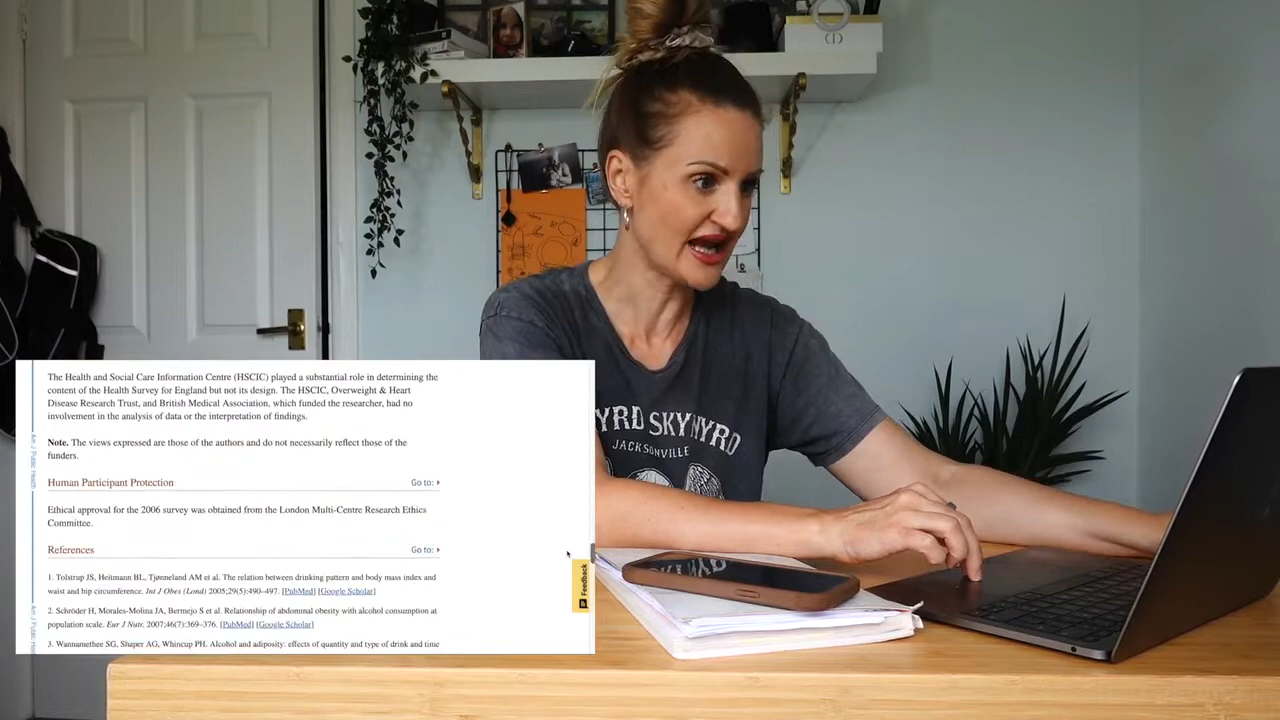 The Health and Social Care Information Centre (HSCIC) played a substantial role in determining the
content of the Health Survey for England but not its design. The HSCIC, Overweight & Heart
Disease Research Trust, and British Medical Association, which funded the researcher, had no
involvement in the analysis of data or the interpretation of findings.
Note. The views expressed are those of the authors and do not necessarily reflect those of the
funders.
Human Participant Protection Go to:
Ethical approval for the 2006 survey was obtained from the London Multi-Centre Research Ethics
Committee.
References Go to:
1. Tolstrup JS, Heitmann BL, Tjønneland AM et al. The relation between drinking pattern and body mass index and
waist and hip circumference. Int J Obes (Lond) 2005;29(5):490–497. [PubMed] [Google Scholar]
2. Schröder H, Morales-Molina JA, Bermejo S et al. Relationship of abdominal obesity with alcohol consumption at
population scale. Eur J Nutr. 2007;46(7):369–376. [PubMed] [Google Scholar]
3. Wannamethee SG, Shaper AG, Whincup PH. Alcohol and adiposity: effects of quantity and type of drink and time
Feedback
Am J Public Health
YRD SKYNYRD
JACKSONVILLE